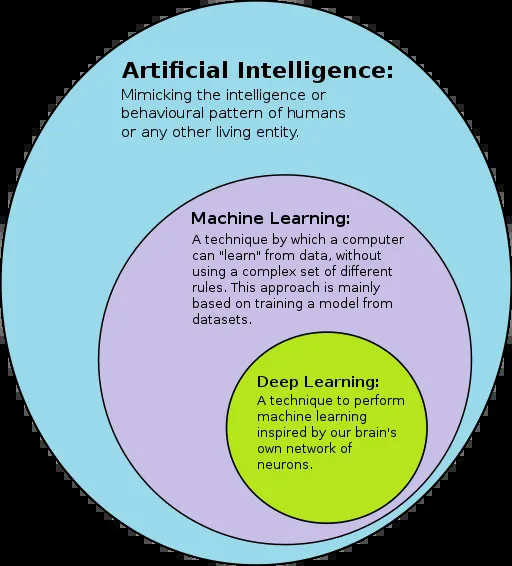 Artificial Intelligence:
Mimicking the intelligence or
behavioural pattern of humans
or any other living entity.
Machine Learning:
A technique by which a computer
can "learn" from data, without
using a complex set of different
rules. This approach is mainly
based on training a model from
datasets.
Deep Learning:
A technique to perform
machine learning
inspired by our brain's
own network of
neurons.